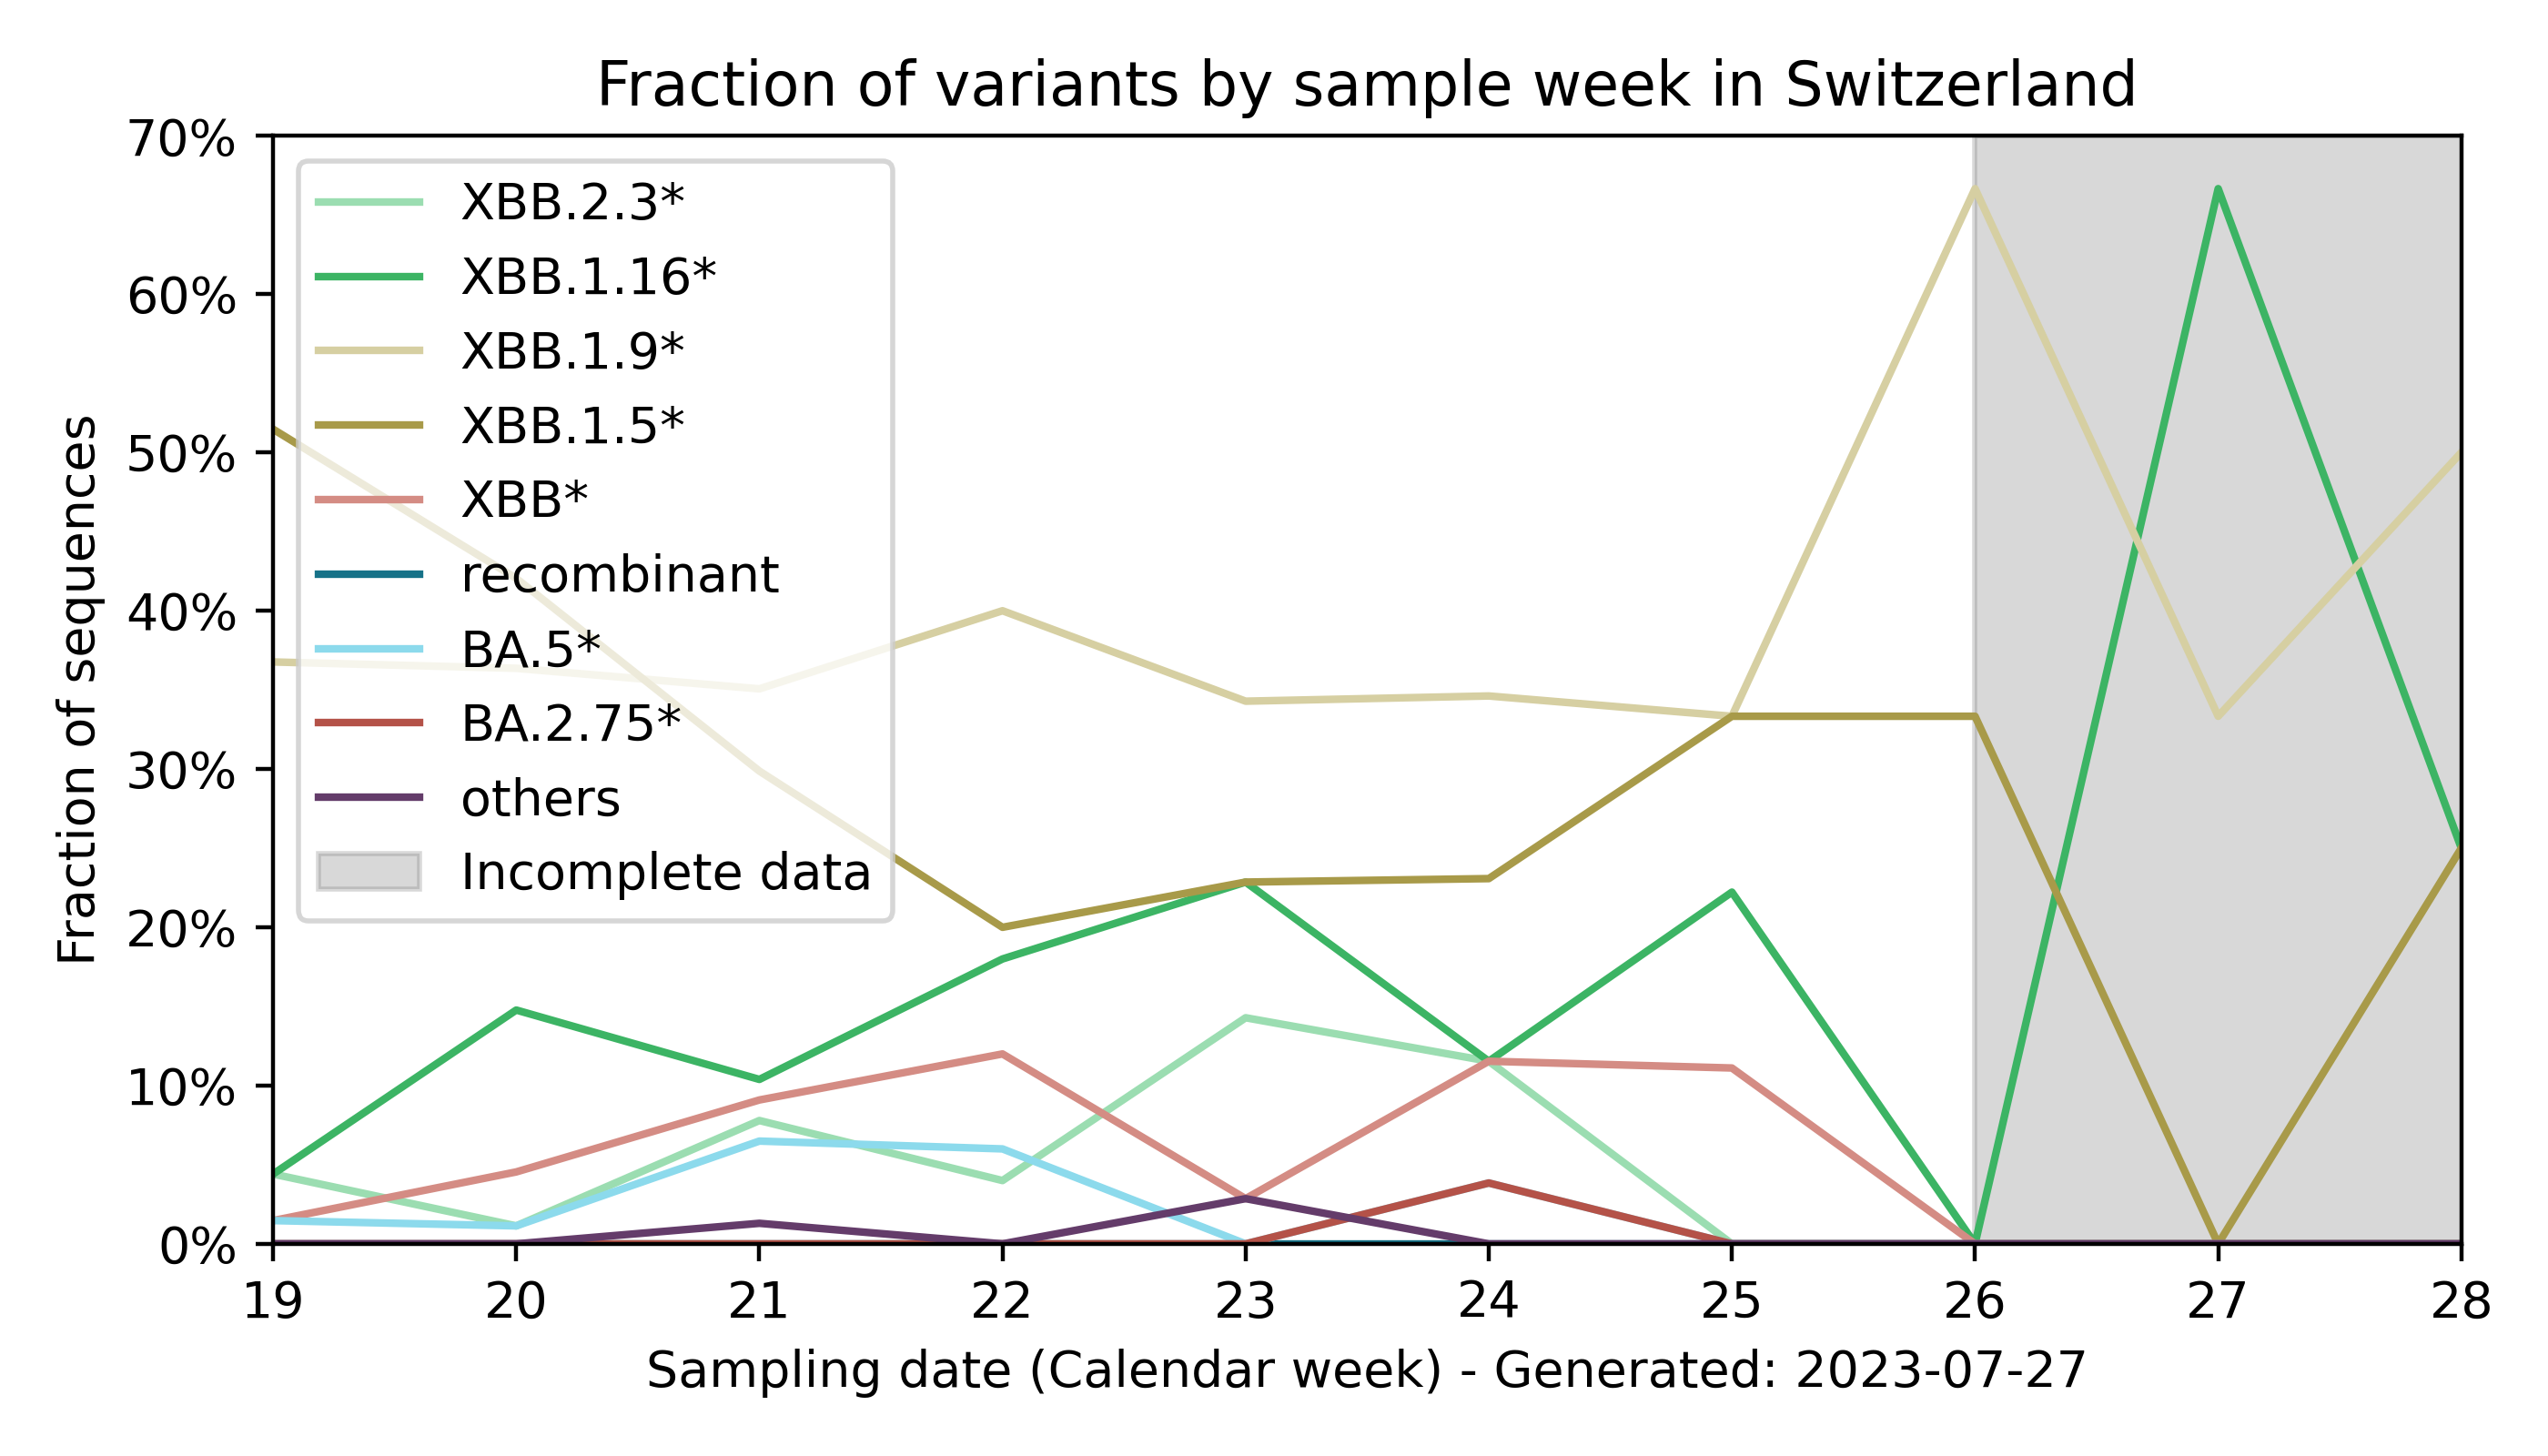 Fraction of variants by sample week in Switzerland
70%
60%
50%
40%
30%
20%
10%
0%
Fraction of sequences
XBB.2.3*
XBB.1.16*
XBB.1.9*
XBB.1.5*
XBB*
recombinant
BA.5*
BA.2.75*
others
Incomplete data
19 20 21 22 23 24 25 26 27 28
Sampling date (Calendar week) - Generated: 2023-07-27